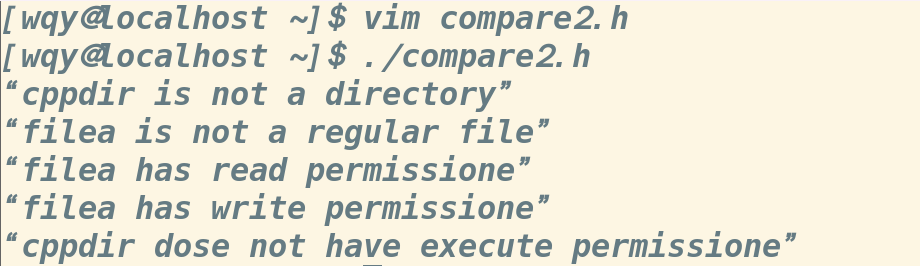 [wqy@localhost ~]$ vim compare2.h
[wqy@localhost ~]$ ./compare2.h
“cppdir is not a directory”
“filea is not a regular file”
“filea has read permissione”
“filea has write permissione”
“cppdir dose not have execute permissione”